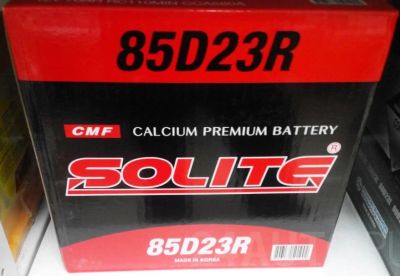 85D23R
CMF CALCIUM PREMIUM BATTERY
SOLITE R
85D23R
MADE IN KOREA